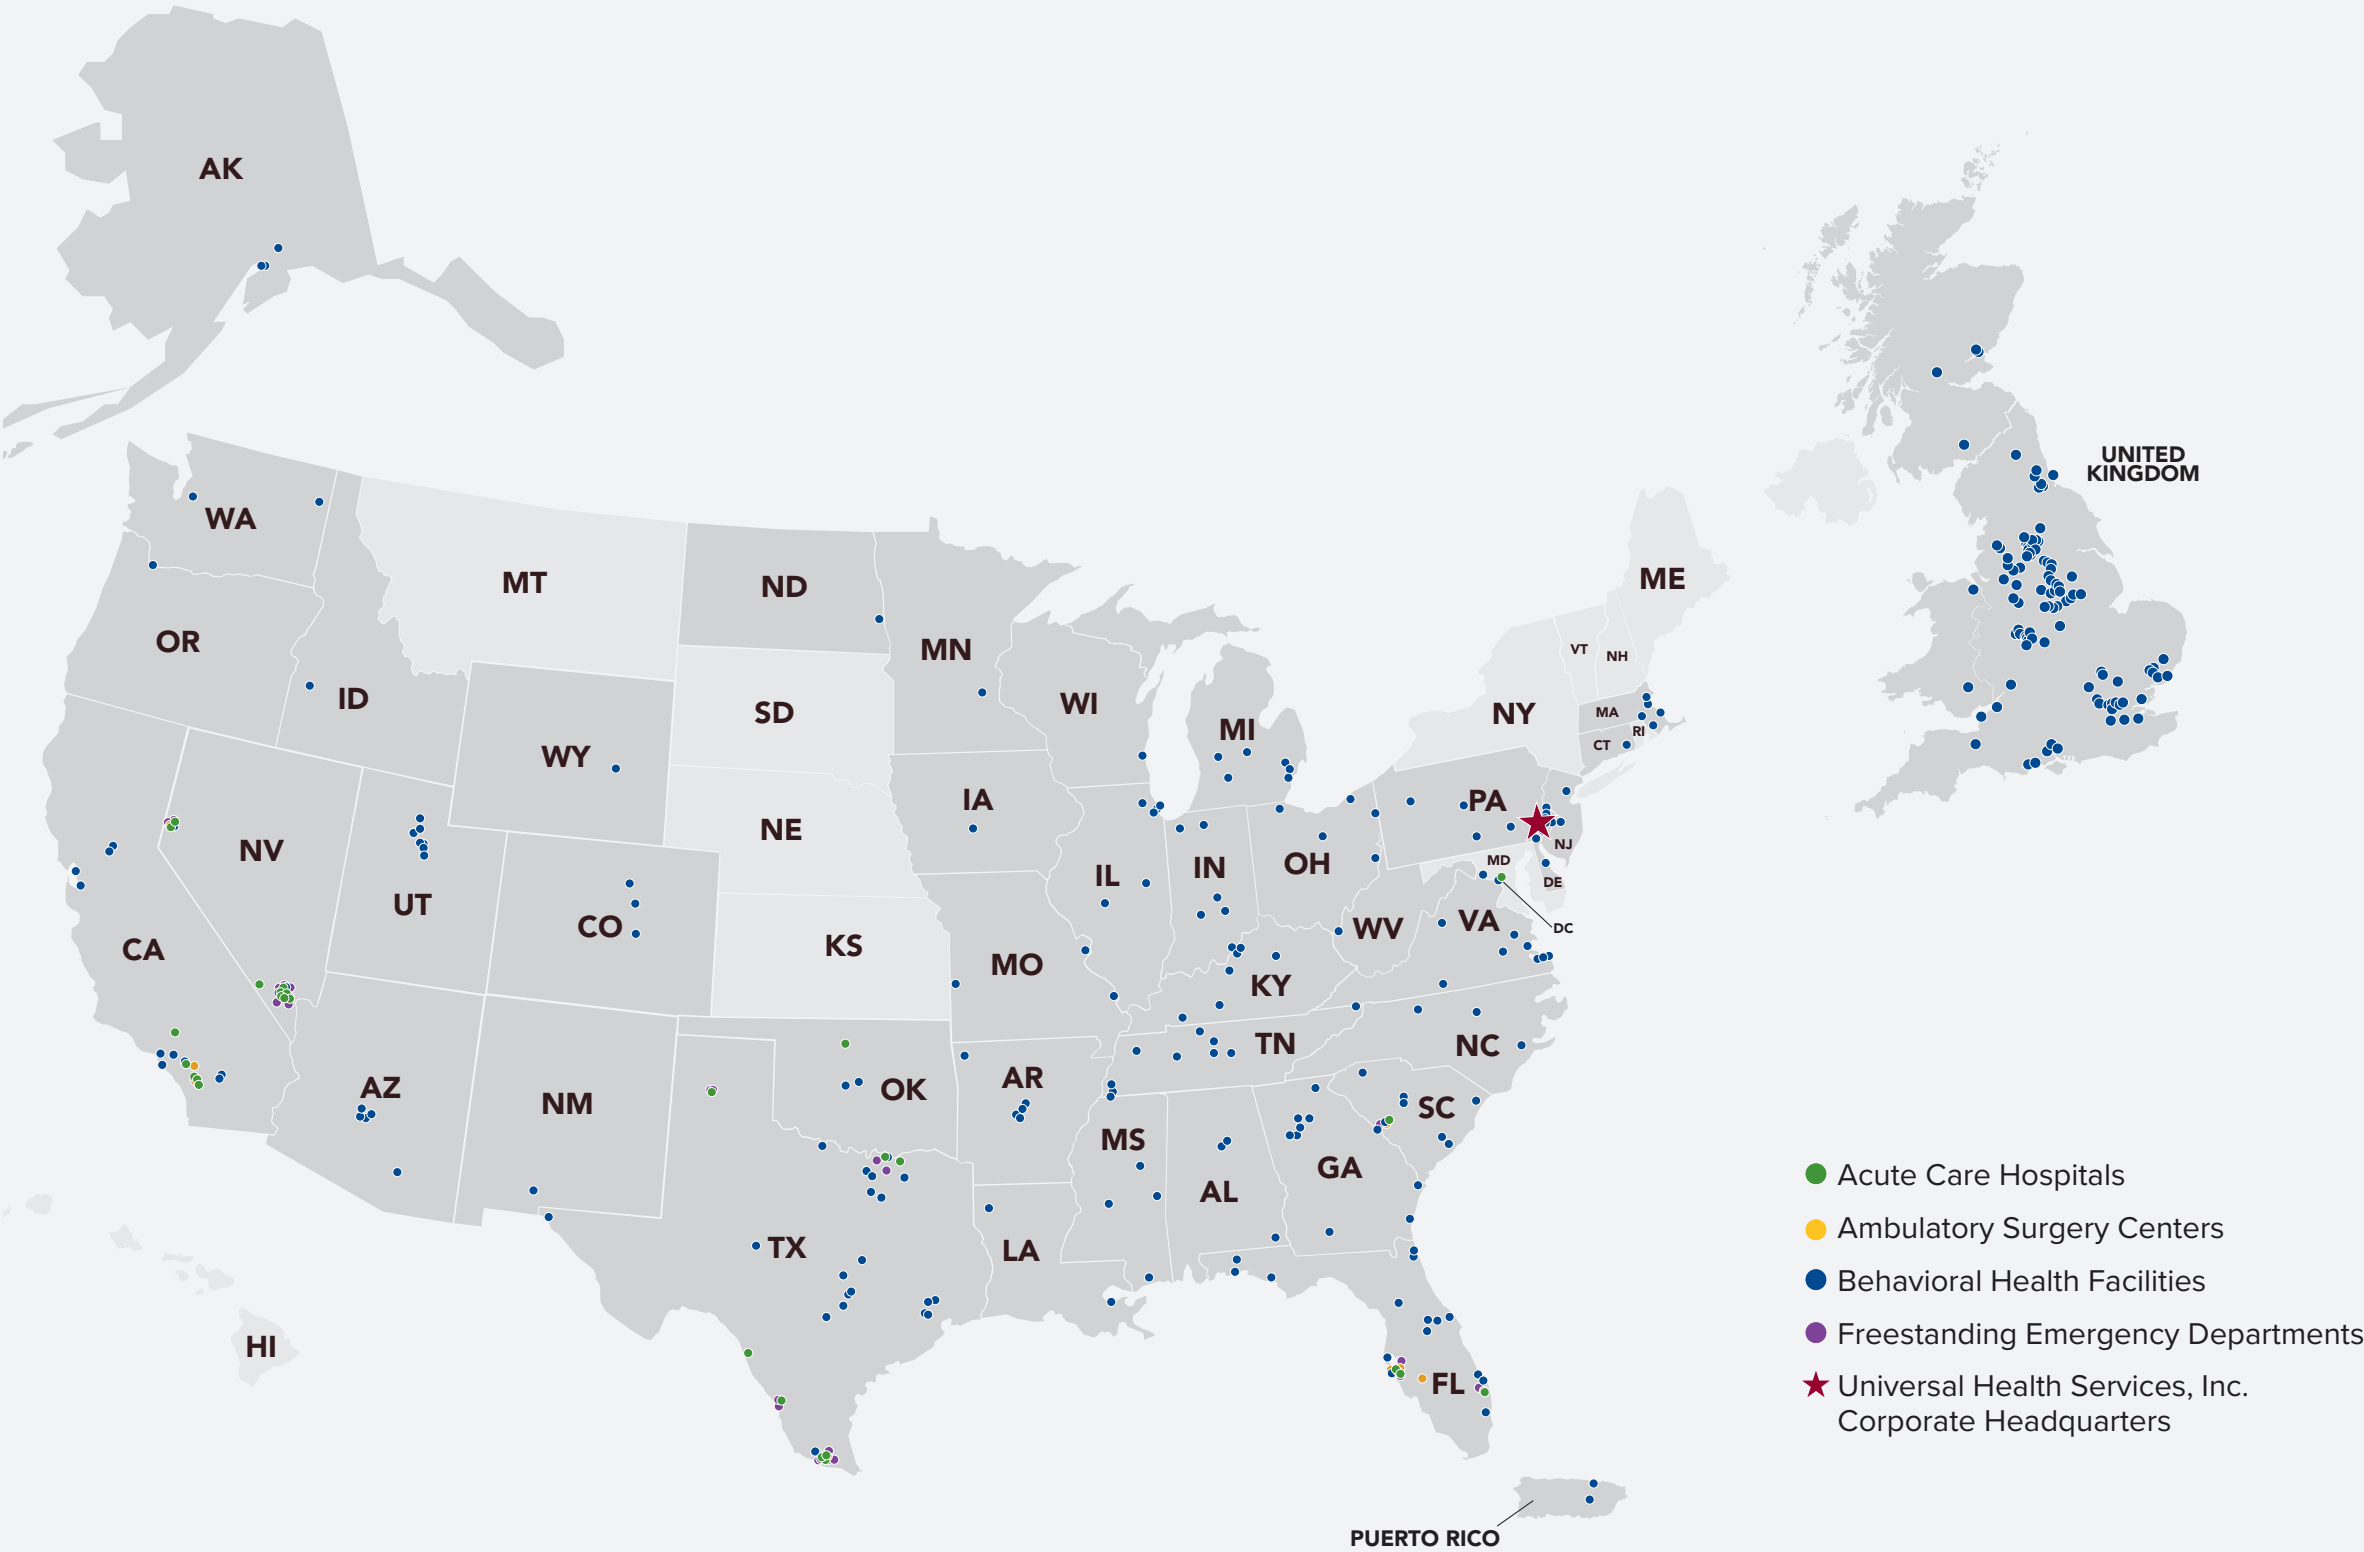 AK
UNITED
KINGDOM
WA
MT
ND
ME
OR
MN
VT
NH
ID
SD
WI
NY
MA
MI
RI
CT
WY
IA
PA
NE
NV
NJ
OH
MD
IN
IL
DE
UT
CO
VA
WV
DC
KS
CA
MO
KY
TN
NC
AR
AZ
OK
NM
SC
MS
GA
AL
TX
LA
HI
FL
PUERTO RICO
Acute Care Hospitals
Ambulatory Surgery Centers
Behavioral Health Facilities
Freestanding Emergency Departments
Universal Health Services, Inc.
Corporate Headquarters